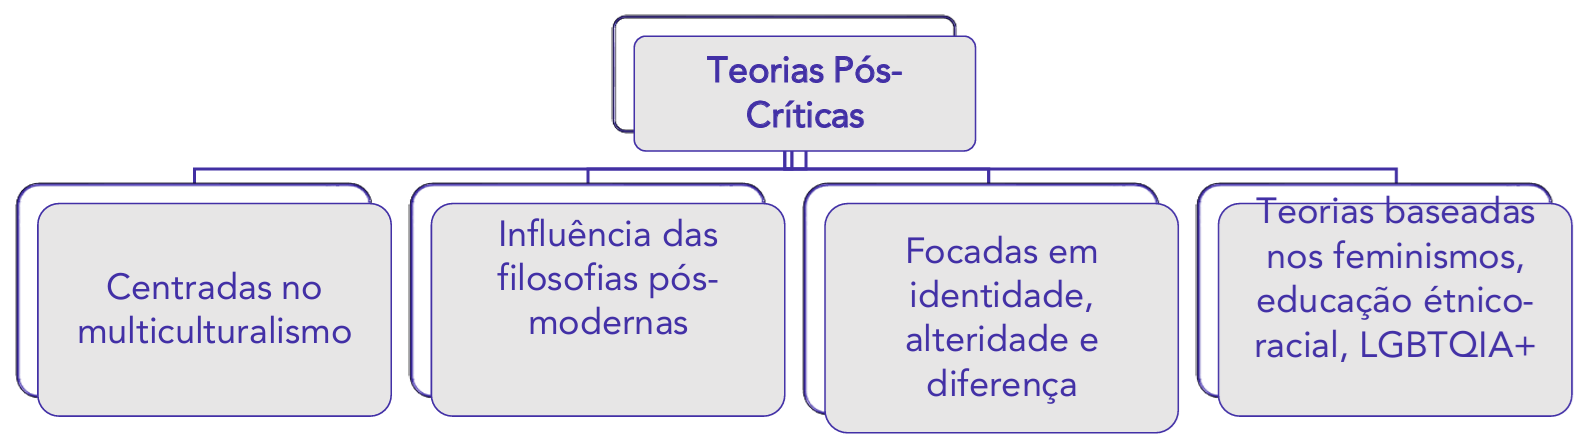 Teorias Pós-
Críticas
Centradas no
multiculturalismo
Influência das
filosofias pós-
modernas
Focadas em
identidade,
alteridade e
diferença
Teorias baseadas
nos feminismos,
educação étnico-
racial, LGBTQIA+